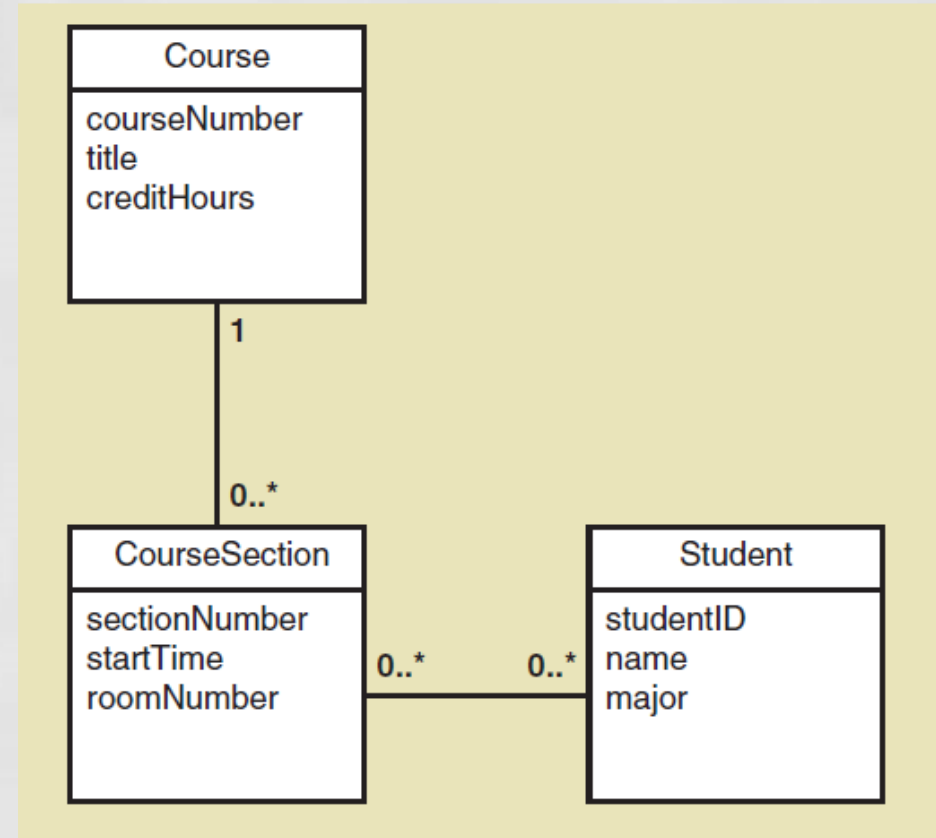 Course
courseNumber
title
creditHours
1
0..*
CourseSection
sectionNumber
startTime
roomNumber
0..*
0..*
Student
studentID
name
major